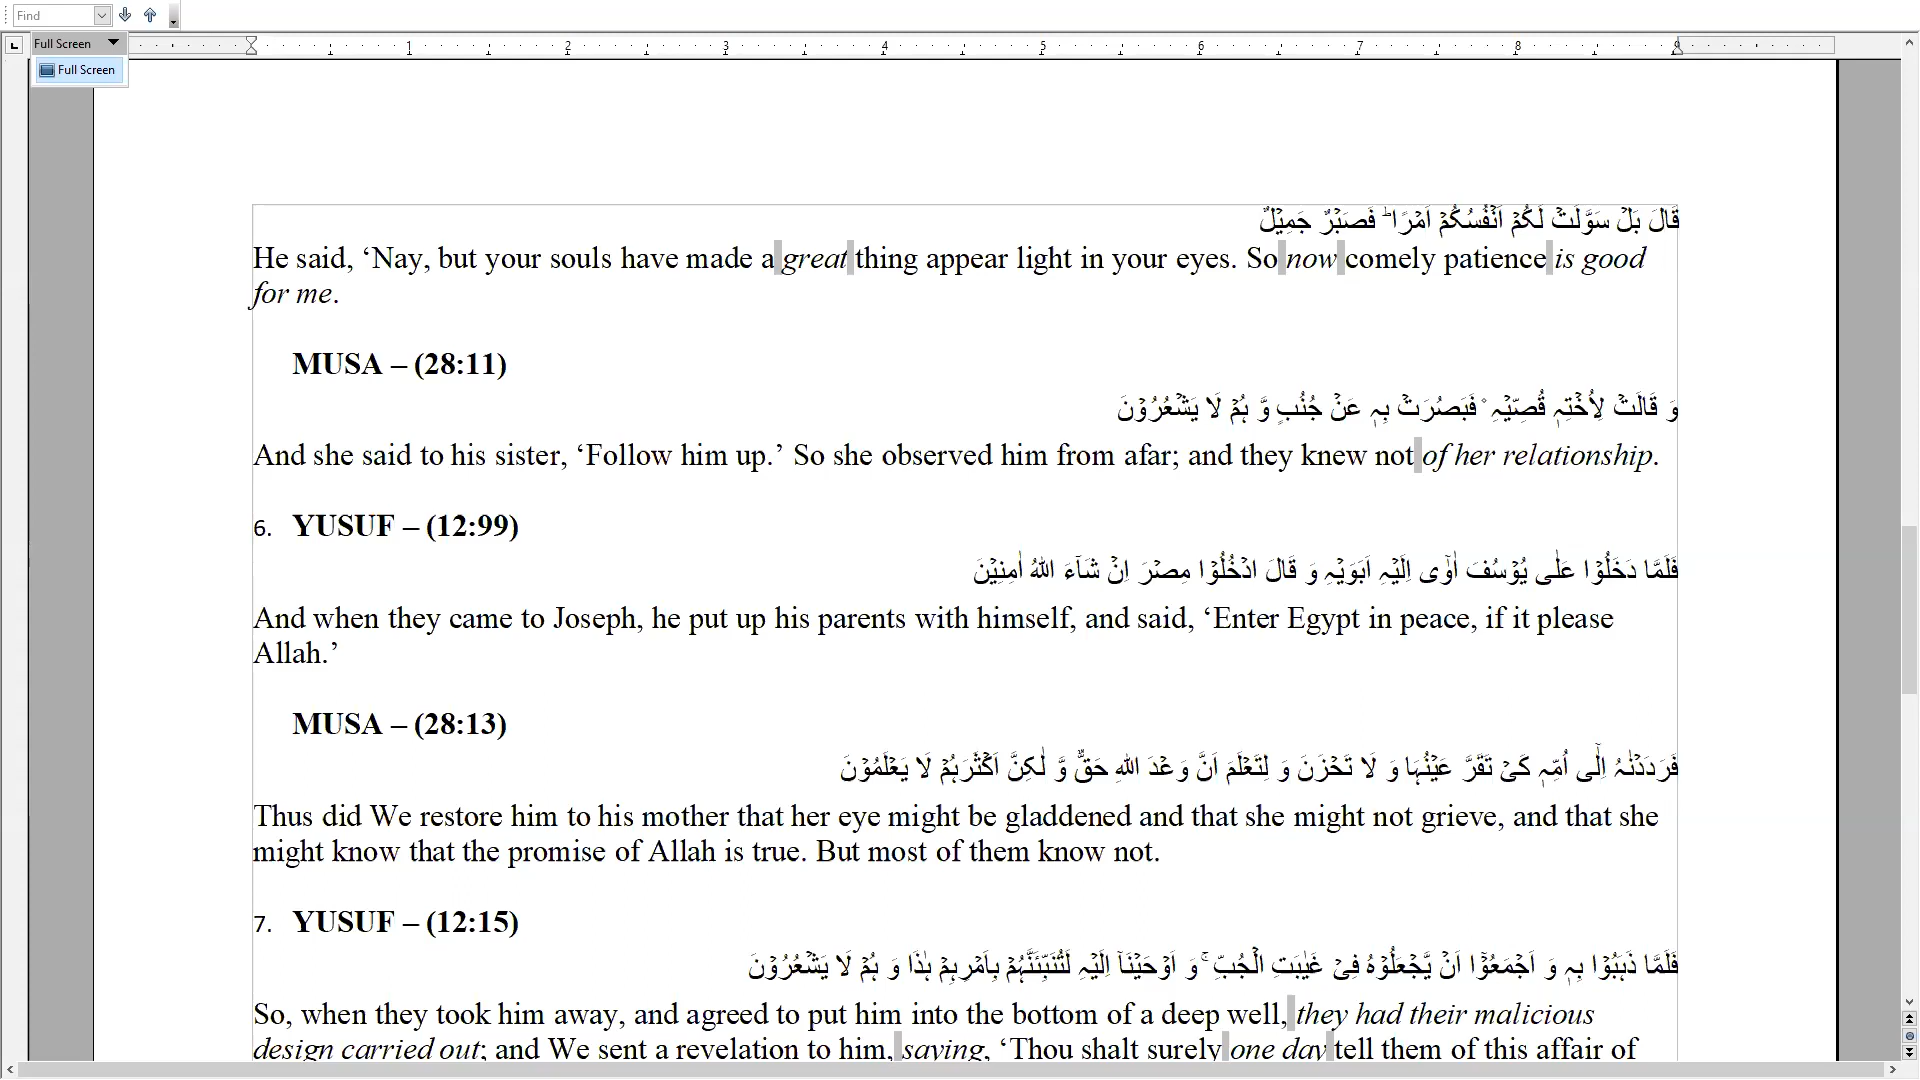 Find
Full Screen
Full Screen
1 2 3 4 5 6 7 8 9
قَالَ بَلۡ سَوَّلَتۡ لَکُمۡ اَنۡفُسُکُمۡ اَمۡرًا ؕ فَصَبۡرٌ جَمِیۡلٌ
He said, ‘Nay, but your souls have made a great thing appear light in your eyes. So now comely patience is good
for me.
MUSA – (28:11)
وَ قَالَتۡ لِاُخۡتِہٖ قُصِّیۡہِ ۫ فَبَصُرَتۡ بِہٖ عَنۡ جُنُبٍ وَّ ہُمۡ لَا یَشۡعُرُوۡنَ
And she said to his sister, ‘Follow him up.’ So she observed him from afar; and they knew not of her relationship.
6. YUSUF – (12:99)
فَلَمَّا دَخَلُوۡا عَلٰی یُوۡسُفَ اٰوٰۤی اِلَیۡہِ اَبَوَیۡہِ وَ قَالَ ادۡخُلُوۡا مِصۡرَ اِنۡ شَآءَ اللّٰہُ اٰمِنِیۡنَ
And when they came to Joseph, he put up his parents with himself, and said, ‘Enter Egypt in peace, if it please
Allah.’
MUSA – (28:13)
فَرَدَدۡنٰہُ اِلٰۤی اُمِّہٖ کَیۡ تَقَرَّ عَیۡنُہَا وَ لَا تَحۡزَنَ وَ لِتَعۡلَمَ اَنَّ وَعۡدَ اللّٰہِ حَقٌّ وَّ لٰکِنَّ اَکۡثَرَہُمۡ لَا یَعۡلَمُوۡنَ
Thus did We restore him to his mother that her eye might be gladdened and that she might not grieve, and that she
might know that the promise of Allah is true. But most of them know not.
7. YUSUF – (12:15)
فَلَمَّا ذَہَبُوۡا بِہٖ وَ اَجۡمَعُوۡۤا اَنۡ یَّجۡعَلُوۡہُ فِیۡ غَیٰبَتِ الۡجُبِّ ۚ وَ اَوۡحَیۡنَاۤ اِلَیۡہِ لَتُنَبِّئَنَّہُمۡ بِاَمۡرِہِمۡ ہٰذَا وَ ہُمۡ لَا یَشۡعُرُوۡنَ
So, when they took him away, and agreed to put him into the bottom of a deep well, they had their malicious
design carried out; and We sent a revelation to him, saying, ‘Thou shalt surely one day tell them of this affair of